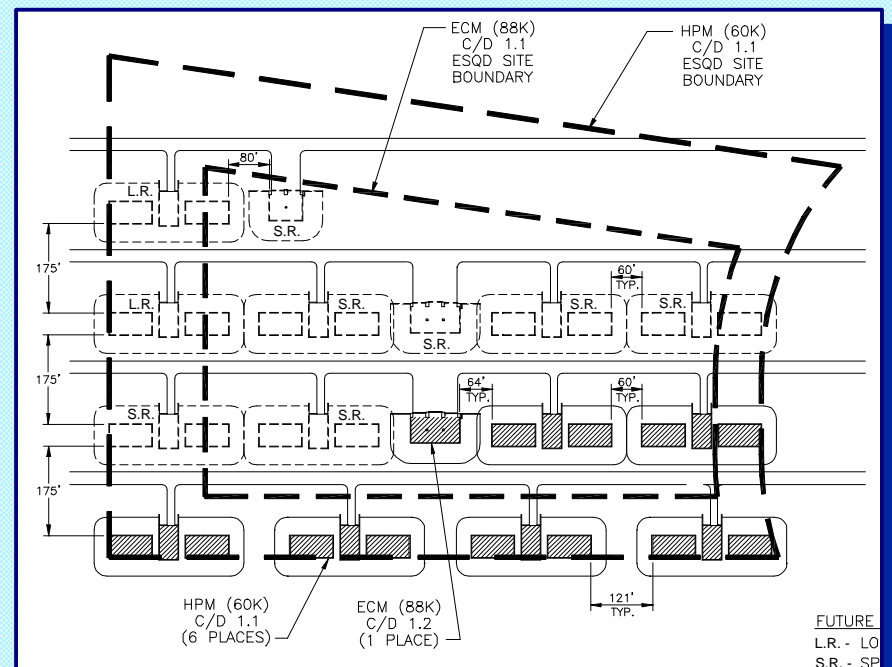 ECM (88K)
C/D 1.1
ESQD SITE
BOUNDARY
HPM (60K)
C/D 1.1
ESQD SITE
BOUNDARY
80'
L.R.
S.R.
175'
60'
TYP.
L.R.
S.R.
S.R.
S.R.
S.R.
175'
64'
TYP.
60'
TYP.
S.R.
S.R.
175'
121'
TYP.
HPM (60K)
C/D 1.1
(6 PLACES)
ECM (88K)
C/D 1.2
(1 PLACE)
FUTURE
L.R. - LO
S.R. - SP